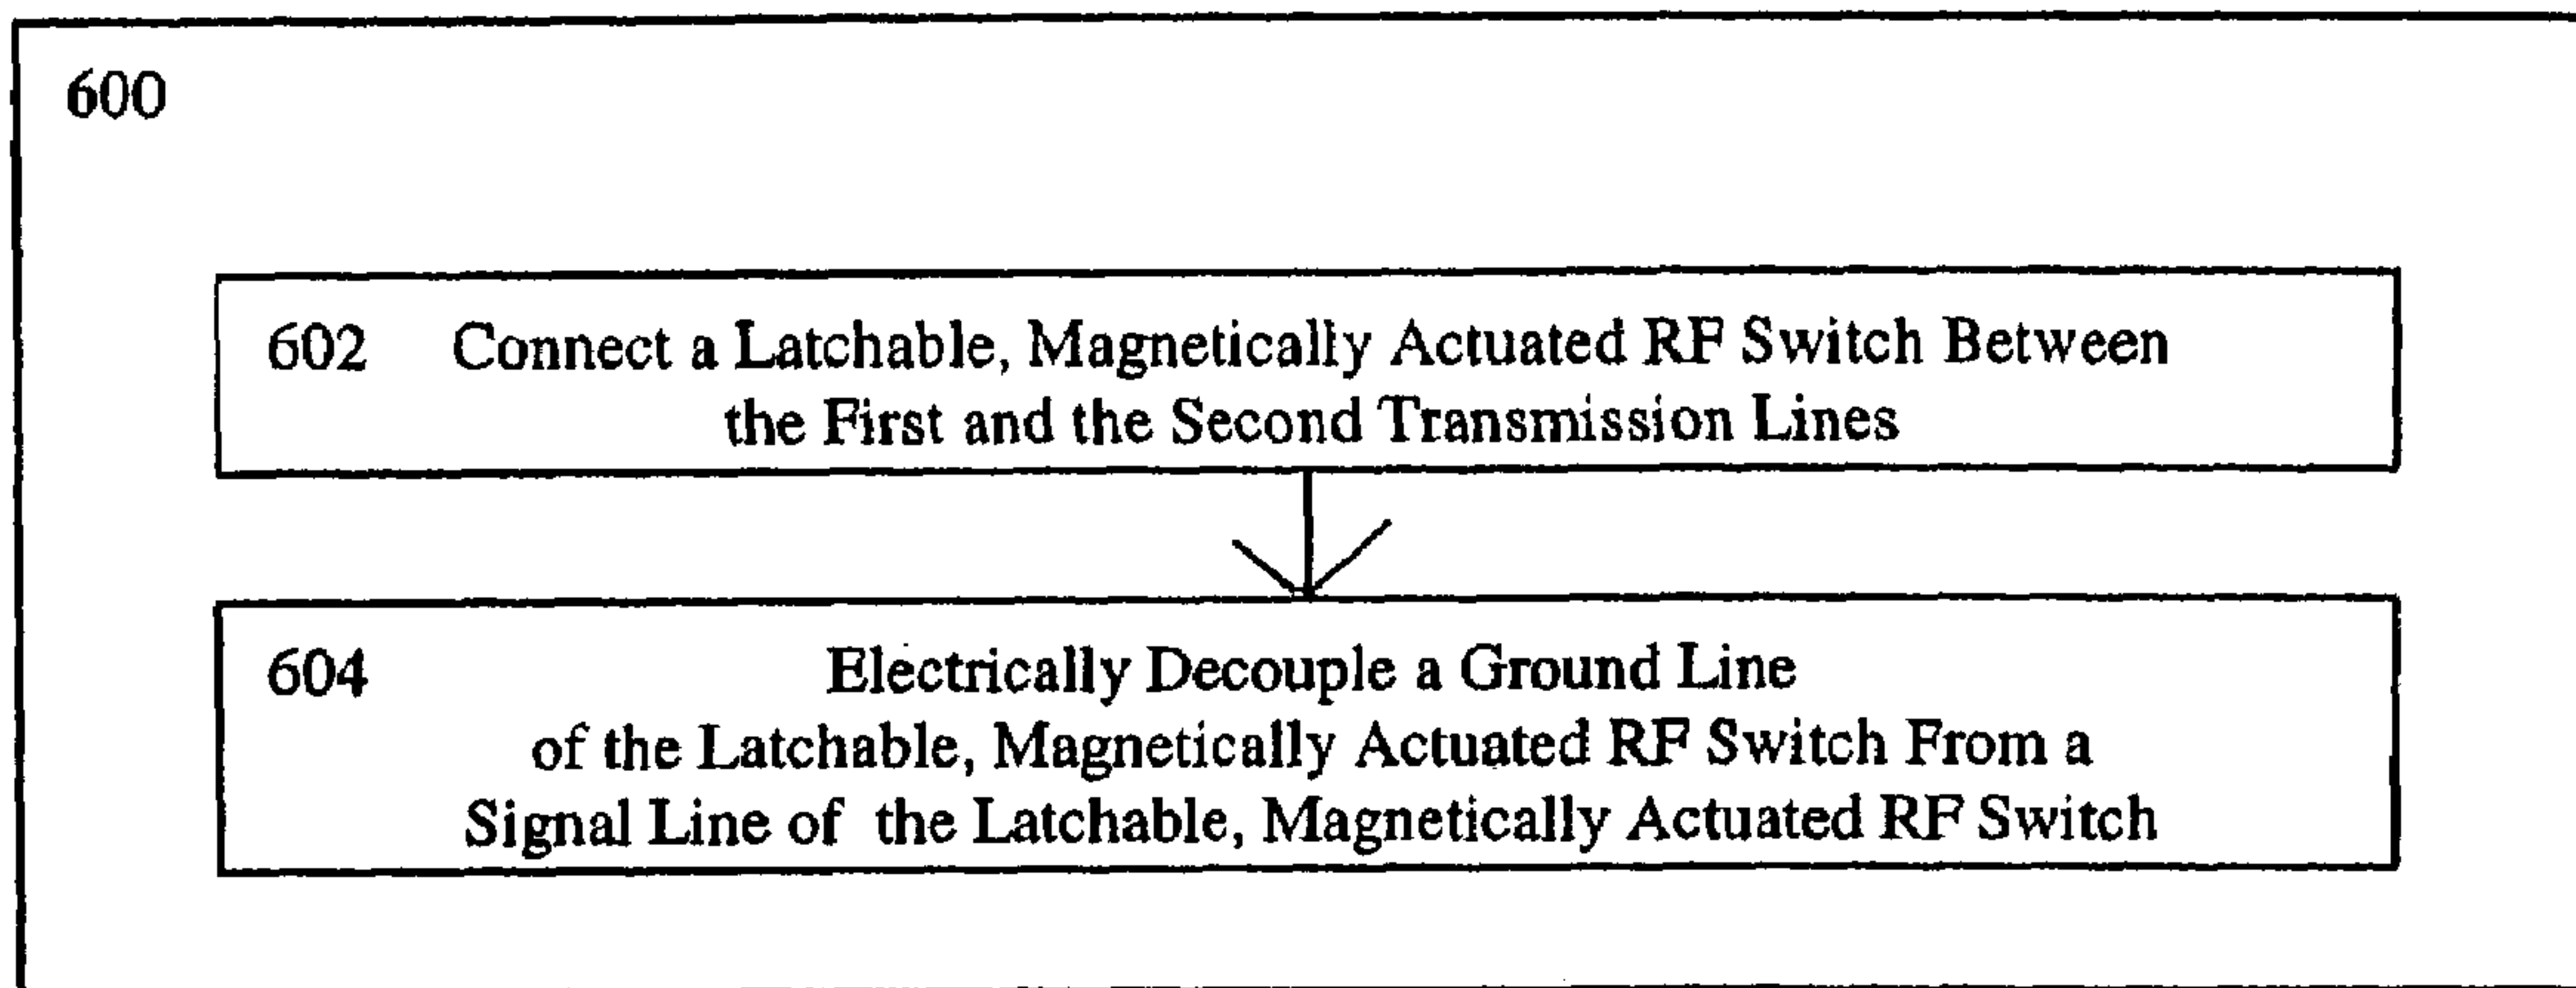 600
602 Connect a Latchable, Magnetically Actuated RF Switch Between
the First and the Second Transmission Lines
604 Electrically Decouple a Ground Line
of the Latchable, Magnetically Actuated RF Switch From a
Signal Line of the Latchable, Magnetically Actuated RF Switch